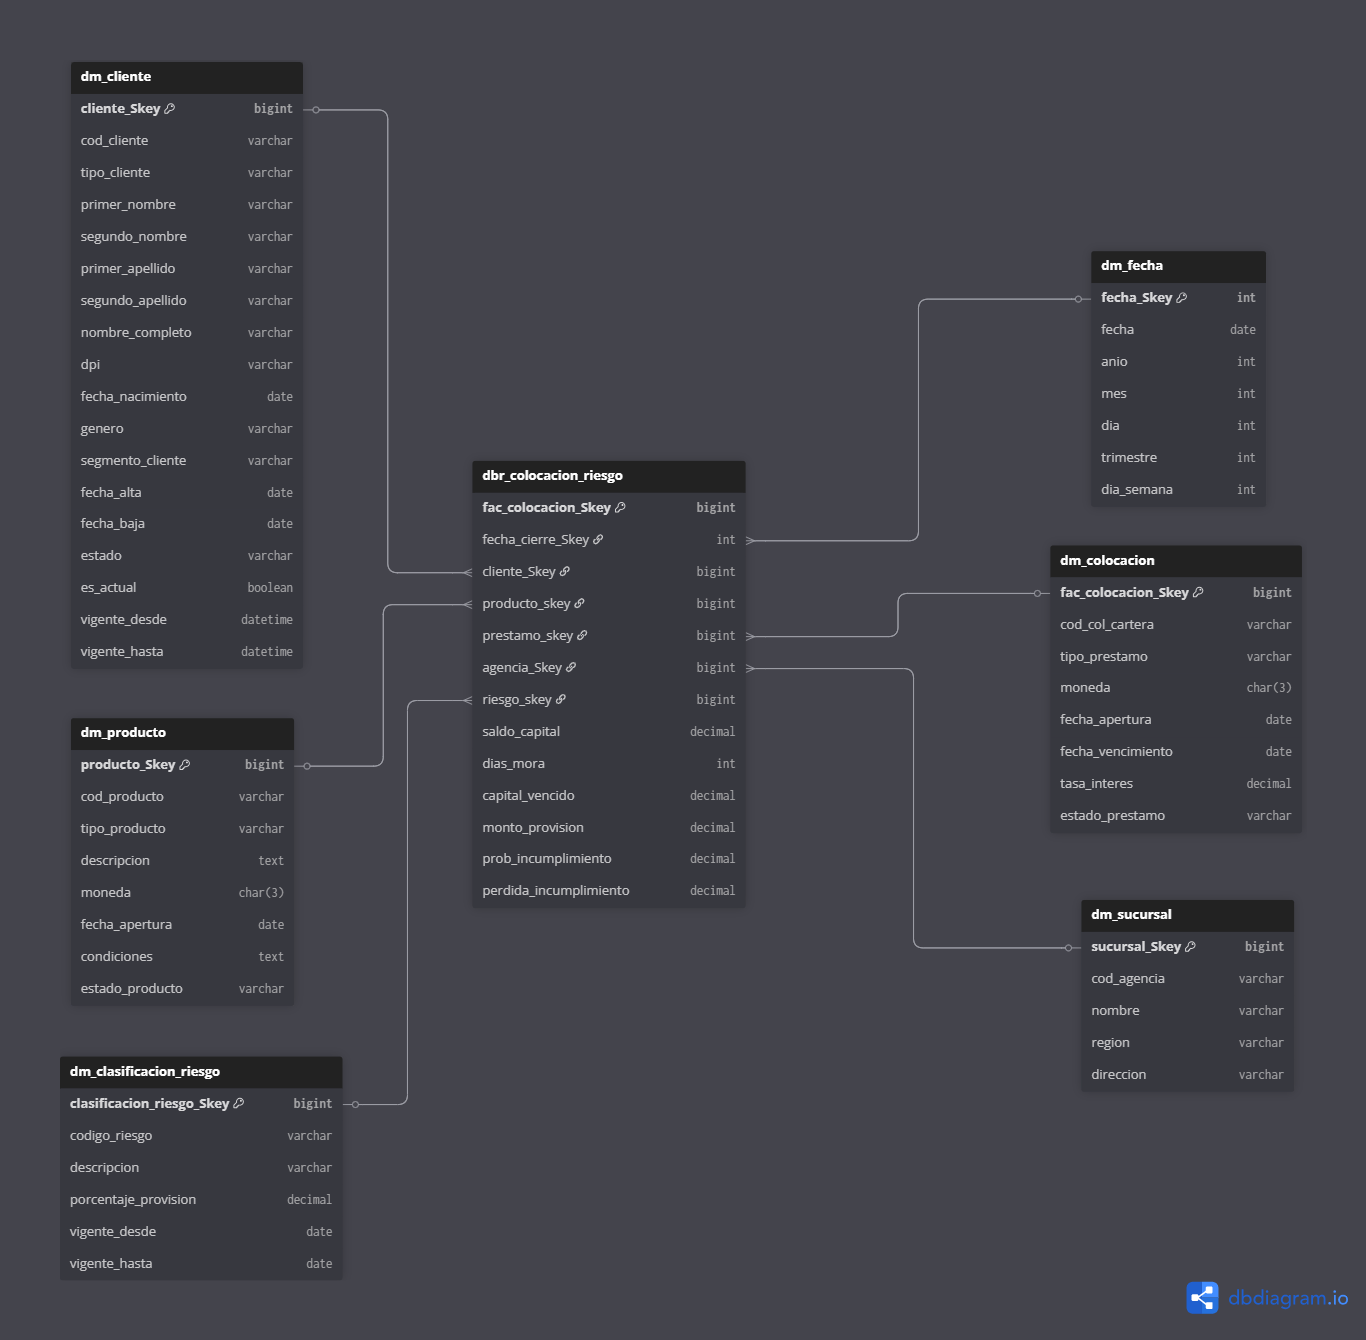 dm_cliente
cliente_Skey bigint
cod_cliente varchar
tipo_cliente varchar
primer_nombre varchar
segundo_nombre varchar
primer_apellido varchar
segundo_apellido varchar
nombre_completo varchar
dpi varchar
fecha_nacimiento date
genero varchar
segmento_cliente varchar
fecha_alta date
fecha_baja date
estado varchar
es_actual boolean
vigente_desde datetime
vigente_hasta datetime
dm_producto
producto_Skey bigint
cod_producto varchar
tipo_producto varchar
descripcion text
moneda char(3)
fecha_apertura date
condiciones text
estado_producto varchar
dm_clasificacion_riesgo
clasificacion_riesgo_Skey bigint
codigo_riesgo varchar
descripcion varchar
porcentaje_provision decimal
vigente_desde date
vigente_hasta date
dbr_colocacion_riesgo
fac_colocacion_Skey bigint
fecha_cierre_Skey int
cliente_Skey bigint
producto_skey bigint
prestamo_skey bigint
agencia_Skey bigint
riesgo_skey bigint
saldo_capital decimal
dias_mora int
capital_vencido decimal
monto_provision decimal
prob_incumplimiento decimal
perdida_incumplimiento decimal
dm_fecha
fecha_Skey int
fecha date
anio int
mes int
dia int
trimestre int
dia_semana int
dm_colocacion
fac_colocacion_Skey bigint
cod_col_cartera varchar
tipo_prestamo varchar
moneda char(3)
fecha_apertura date
fecha_vencimiento date
tasa_interes decimal
estado_prestamo varchar
dm_sucursal
sucursal_Skey bigint
cod_agencia varchar
nombre varchar
region varchar
direccion varchar
dbdiagram.io